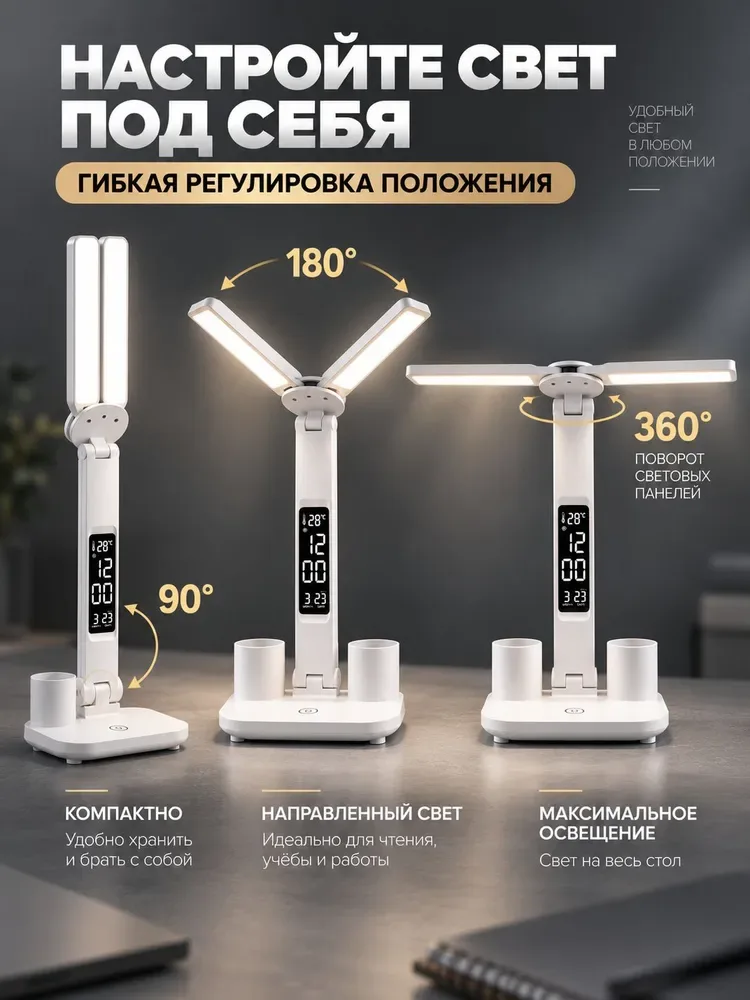 НАСТРОЙТЕ СВЕТ
ПОД СЕБЯ
ГИБКАЯ РЕГУЛИРОВКА ПОЛОЖЕНИЯ
УДОБНЫЙ
СВЕТ
В ЛЮБОМ
ПОЛОЖЕНИИ
180°
360°
ПОВОРОТ
СВЕТОВЫХ
ПАНЕЛЕЙ
90°
28°C
12
00
3 23
28°C
12
00
3 23
28°C
12
00
3 23
КОМПАКТНО
Удобно хранить
и брать с собой
НАПРАВЛЕННЫЙ СВЕТ
Идеально для чтения,
учёбы и работы
МАКСИМАЛЬНОЕ
ОСВЕЩЕНИЕ
Свет на весь стол